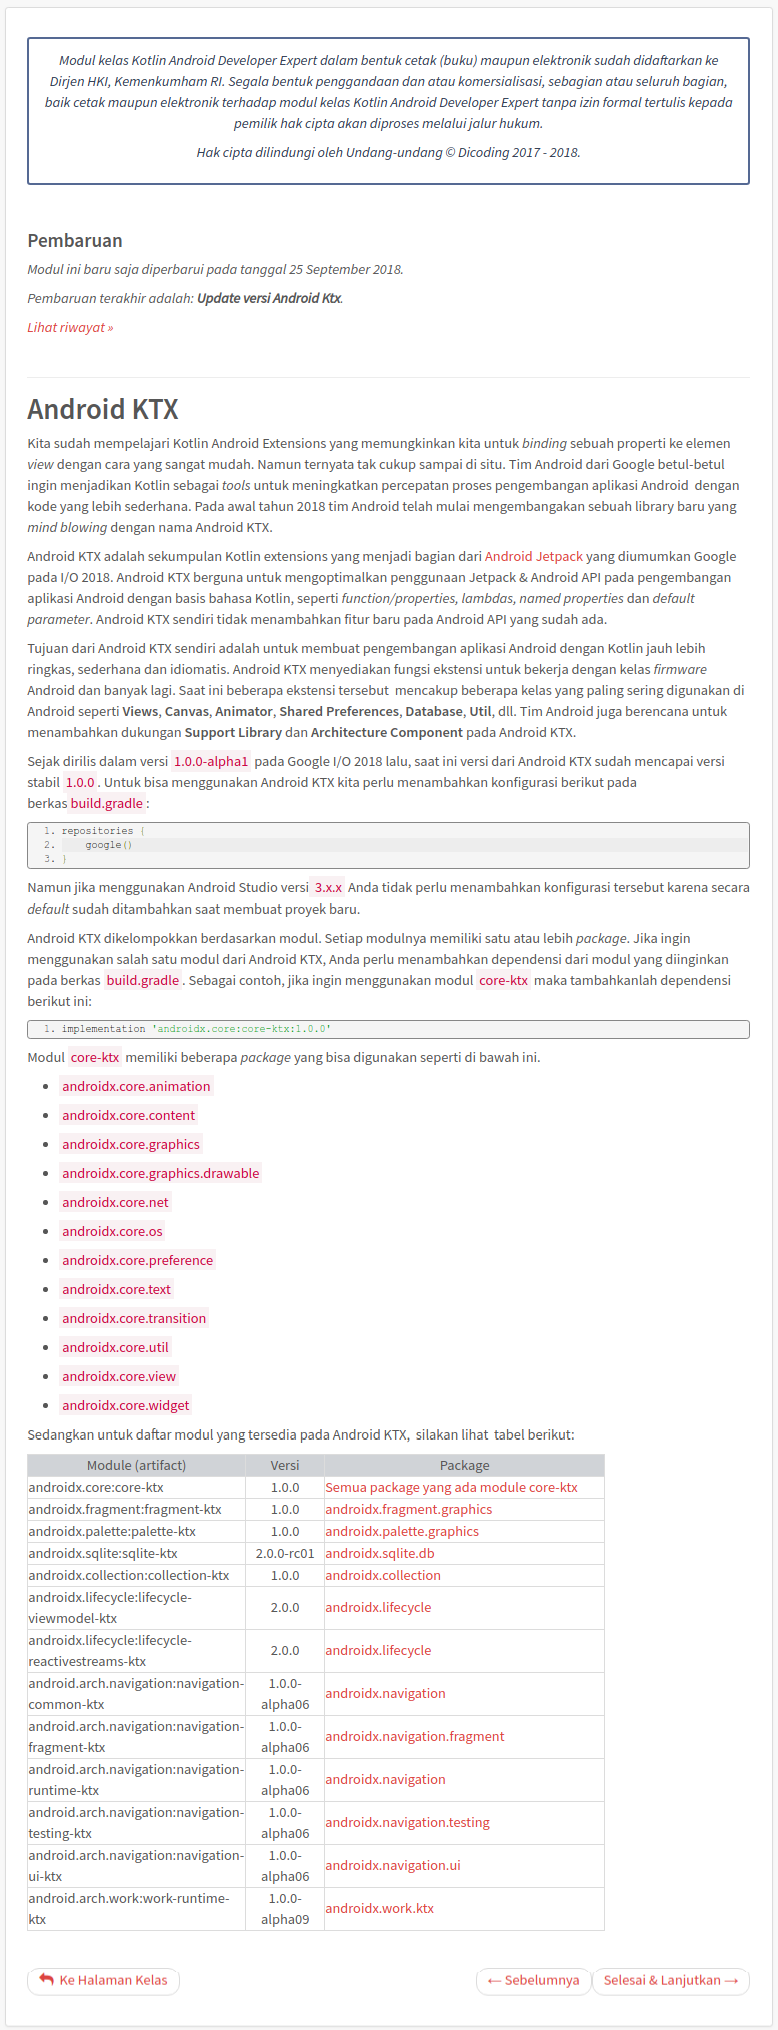 Modul kelas Kotlin Android Developer Expert dalam bentuk cetak (buku) maupun elektronik sudah didaftarkan ke
Dirjen HKI, Kemenkumham RI. Segala bentuk penggandaan dan atau komersialisasi, sebagian atau seluruh bagian,
baik cetak maupun elektronik terhadap modul kelas Kotlin Android Developer Expert tanpa izin formal tertulis kepada
pemilik hak cipta akan diproses melalui jalur hukum.
Hak cipta dilindungi oleh Undang-undang © Dicoding 2017 - 2018.
Pembaruan
Modul ini baru saja diperbarui pada tanggal 25 September 2018.
Pembaruan terakhir adalah: Update versi Android Ktx.
Lihat riwayat »
Android KTX
Kita sudah mempelajari Kotlin Android Extensions yang memungkinkan kita untuk binding sebuah properti ke elemen
view dengan cara yang sangat mudah. Namun ternyata tak cukup sampai di situ. Tim Android dari Google betul-betul
ingin menjadikan Kotlin sebagai tools untuk meningkatkan percepatan proses pengembangan aplikasi Android dengan
kode yang lebih sederhana. Pada awal tahun 2018 tim Android telah mulai mengembangakan sebuah library baru yang
mind blowing dengan nama Android KTX.
Android KTX adalah sekumpulan Kotlin extensions yang menjadi bagian dari Android Jetpack yang diumumkan Google
pada I/O 2018. Android KTX berguna untuk mengoptimalkan penggunaan Jetpack & Android API pada pengembangan
aplikasi Android dengan basis bahasa Kotlin, seperti function/properties, lambdas, named properties dan default
parameter. Android KTX sendiri tidak menambahkan fitur baru pada Android API yang sudah ada.
Tujuan dari Android KTX sendiri adalah untuk membuat pengembangan aplikasi Android dengan Kotlin jauh lebih
ringkas, sederhana dan idiomatis. Android KTX menyediakan fungsi ekstensi untuk bekerja dengan kelas firmware
Android dan banyak lagi. Saat ini beberapa ekstensi tersebut mencakup beberapa kelas yang paling sering digunakan di
Android seperti Views, Canvas, Animator, Shared Preferences, Database, Util, dll. Tim Android juga berencana untuk
menambahkan dukungan Support Library dan Architecture Component pada Android KTX.
Sejak dirilis dalam versi 1.0.0-alpha1 pada Google I/O 2018 lalu, saat ini versi dari Android KTX sudah mencapai versi
stabil 1.0.0 . Untuk bisa menggunakan Android KTX kita perlu menambahkan konfigurasi berikut pada
berkas build.gradle :
1. repositories {
2. google()
3. }
Namun jika menggunakan Android Studio versi 3.x.x Anda tidak perlu menambahkan konfigurasi tersebut karena secara
default sudah ditambahkan saat membuat proyek baru.
Android KTX dikelompokkan berdasarkan modul. Setiap modulnya memiliki satu atau lebih package. Jika ingin
menggunakan salah satu modul dari Android KTX, Anda perlu menambahkan dependensi dari modul yang diinginkan
pada berkas build.gradle . Sebagai contoh, jika ingin menggunakan modul core-ktx maka tambahkanlah dependensi
berikut ini:
1. implementation 'androidx.core:core-ktx:1.0.0'
Modul core-ktx memiliki beberapa package yang bisa digunakan seperti di bawah ini.
• androidx.core.animation
• androidx.core.content
• androidx.core.graphics
• androidx.core.graphics.drawable
• androidx.core.net
• androidx.core.os
• androidx.core.preference
• androidx.core.text
• androidx.core.transition
• androidx.core.util
• androidx.core.view
• androidx.core.widget
Sedangkan untuk daftar modul yang tersedia pada Android KTX, silakan lihat tabel berikut:
Module (artifact) Versi Package
androidx.core:core-ktx 1.0.0 Semua package yang ada module core-ktx
androidx.fragment:fragment-ktx 1.0.0 androidx.fragment.graphics
androidx.palette:palette-ktx 1.0.0 androidx.palette.graphics
androidx.sqlite:sqlite-ktx 2.0.0-rc01 androidx.sqlite.db
androidx.collection:collection-ktx 1.0.0 androidx.collection
androidx.lifecycle:lifecycle-
viewmodel-ktx 2.0.0 androidx.lifecycle
androidx.lifecycle:lifecycle-
reactivestreams-ktx 2.0.0 androidx.lifecycle
android.arch.navigation:navigation-
common-ktx 1.0.0-
alpha06 androidx.navigation
android.arch.navigation:navigation-
fragment-ktx 1.0.0-
alpha06 androidx.navigation.fragment
android.arch.navigation:navigation-
runtime-ktx 1.0.0-
alpha06 androidx.navigation
android.arch.navigation:navigation-
testing-ktx 1.0.0-
alpha06 androidx.navigation.testing
android.arch.navigation:navigation-
ui-ktx 1.0.0-
alpha06 androidx.navigation.ui
android.arch.work:work-runtime-
ktx 1.0.0-
alpha09 androidx.work.ktx
Ke Halaman Kelas ← Sebelumnya Selesai & Lanjutkan →